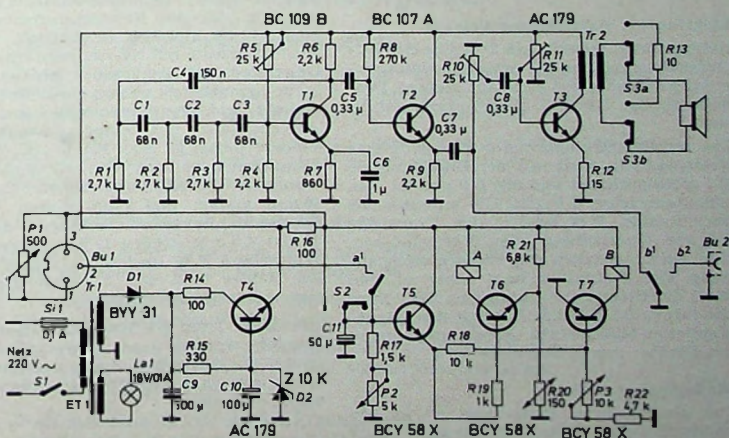 BC 109 B BC 107 A AC 179
R5 25 k
R6 2,2 k
R8 270 k
R10 25 k
R11 25 k
Tr 2
R13 10
C4 150 n
C5 0,33 µ
C8 0,33 µ
S3a
T1
T2
T3
C1 68 n
C2 68 n
C3 68 n
C7 0,33 µ
S3b
R1 2,7 k
R2 2,7 k
R3 2,7 k
R4 2,2 k
R7 860
C6 1 µ
R9 2,2 k
R12 15
P1 500
3
2
1
Bu 1
R16 100
a¹
A
R 21 6,8 k
B
b¹
b²
Bu 2
Tr 1
D1
BYY 31
R14 100
T4
S2
T5
T6
T7
Si 1
0,1 A
C11 50 µ
R17 1,5 k
R18
Netz
220 V ~
La 1
18V/0,1A
R15 330
Z 10 K
D2
S1
ET 1
C9 500 µ
C10 100 µ
P2 5 k
R19 1 k
R20 150
P3 10 k
R22 4,7 k
AC 179 BCY 58 X BCY 58 X BCY 58 X